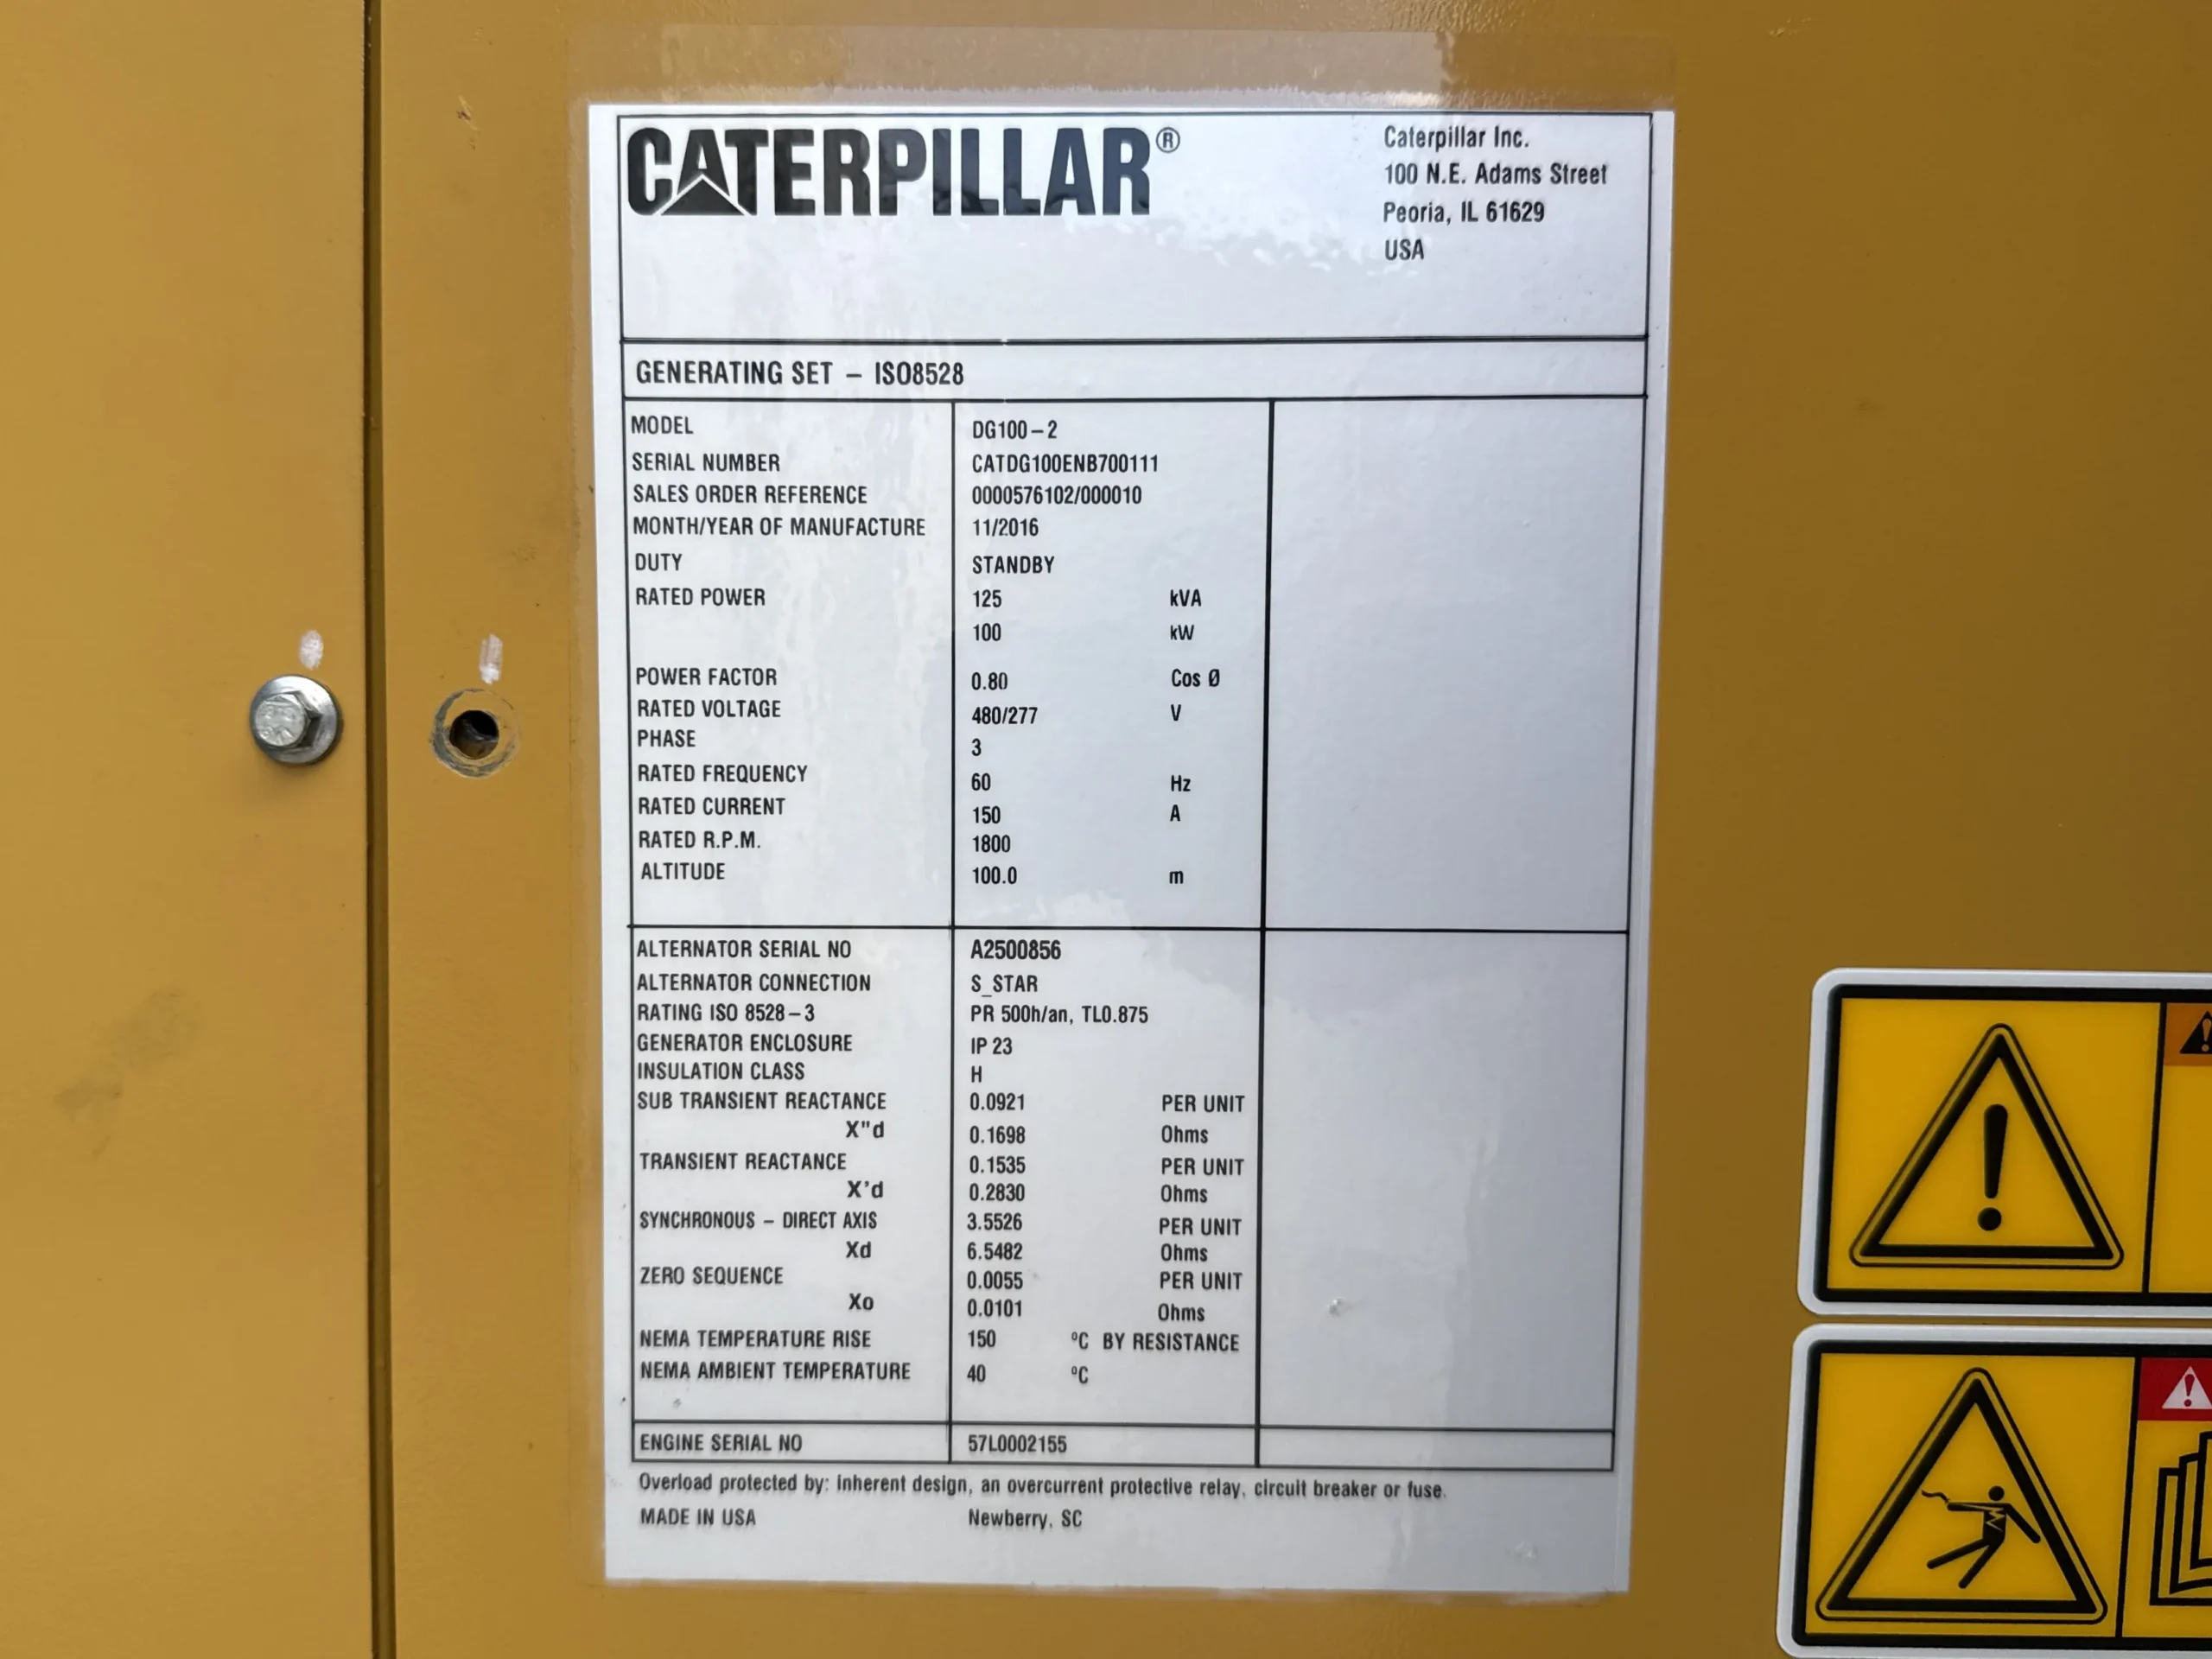 CATERPILLAR®
Caterpillar Inc.
100 N.E. Adams Street
Peoria, IL 61629
USA
GENERATING SET – ISO8528
MODEL DG100–2
SERIAL NUMBER CATDG100ENB700111
SALES ORDER REFERENCE 0000576102/000010
MONTH/YEAR OF MANUFACTURE 11/2016
DUTY STANDBY
RATED POWER 125 kVA
100 kW
POWER FACTOR 0.80 Cos Ø
RATED VOLTAGE 480/277 V
PHASE 3
RATED FREQUENCY 60 Hz
RATED CURRENT 150 A
RATED R.P.M. 1800
ALTITUDE 100.0 m
ALTERNATOR SERIAL NO A2500856
ALTERNATOR CONNECTION S_STAR
RATING ISO 8528–3 PR 500h/an, TL0.875
GENERATOR ENCLOSURE IP 23
INSULATION CLASS H
SUB TRANSIENT REACTANCE 0.0921 PER UNIT
X"d 0.1698 Ohms
TRANSIENT REACTANCE 0.1535 PER UNIT
X'd 0.2830 Ohms
SYNCHRONOUS – DIRECT AXIS 3.5526 PER UNIT
Xd 6.5482 Ohms
ZERO SEQUENCE 0.0055 PER UNIT
Xo 0.0101 Ohms
NEMA TEMPERATURE RISE 150 ºC BY RESISTANCE
NEMA AMBIENT TEMPERATURE 40 ºC
ENGINE SERIAL NO 57L0002155
Overload protected by: Inherent design, an overcurrent protective relay, circuit breaker or fuse.
MADE IN USA Newberry, SC